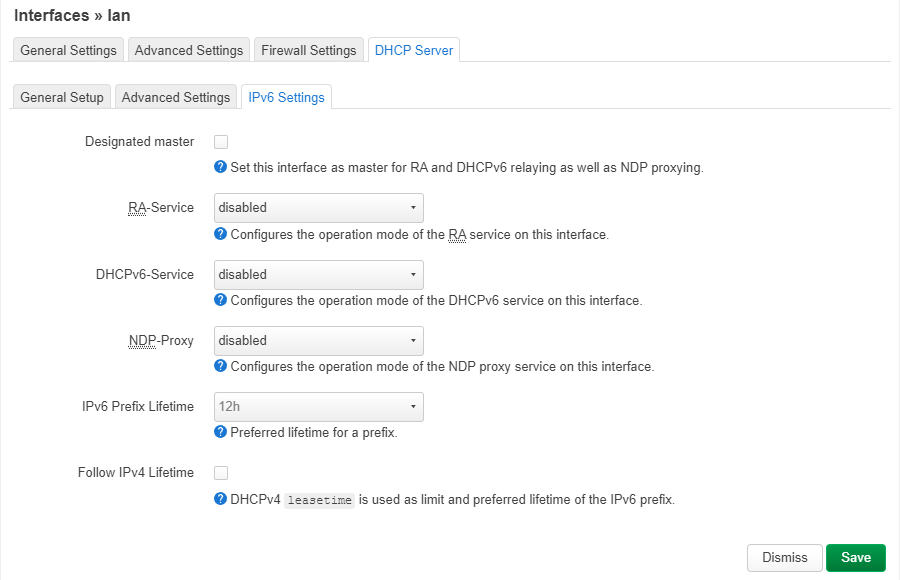 Interfaces » lan
General Settings Advanced Settings Firewall Settings DHCP Server
General Setup Advanced Settings IPv6 Settings
Designated master
Set this interface as master for RA and DHCPv6 relaying as well as NDP proxying.
RA-Service disabled
Configures the operation mode of the RA service on this interface.
DHCPv6-Service disabled
Configures the operation mode of the DHCPv6 service on this interface.
NDP-Proxy disabled
Configures the operation mode of the NDP proxy service on this interface.
IPv6 Prefix Lifetime 12h
Preferred lifetime for a prefix.
Follow IPv4 Lifetime
DHCPv4 leasetime is used as limit and preferred lifetime of the IPv6 prefix.
Dismiss Save